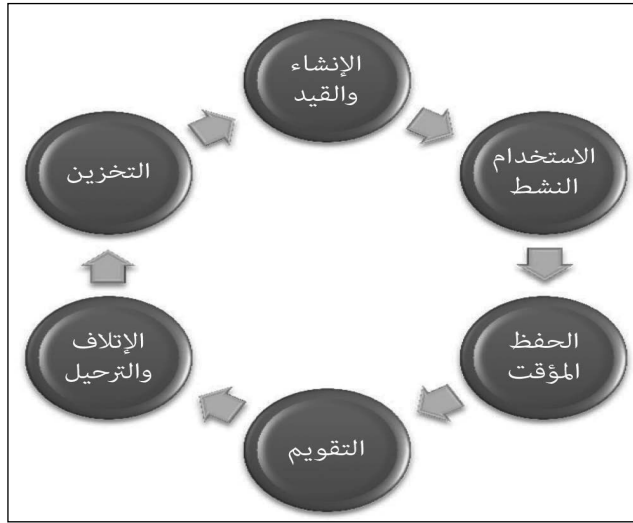 الإنشاء
والقيد
الاستخدام
النشط
الحفظ
المؤقت
التقويم
الإتلاف
والترحيل
التخزين